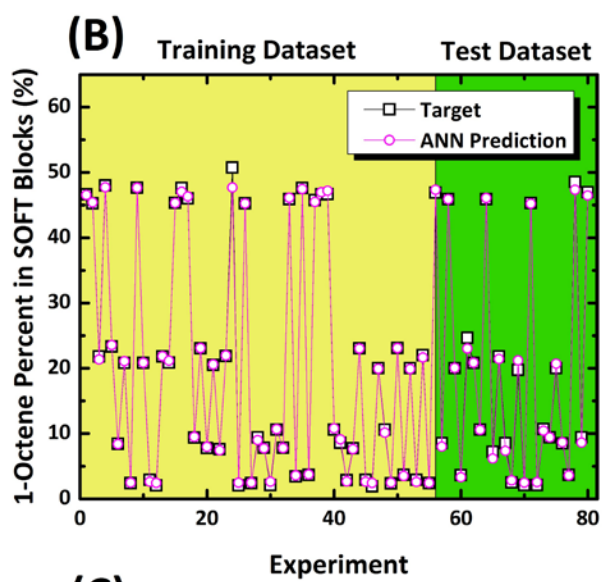 (B)
Training Dataset
Test Dataset
1-Octene Percent in SOFT Blocks (%)
60
50
40
30
20
10
0
Target
ANN Prediction
0
20
40
60
80
Experiment